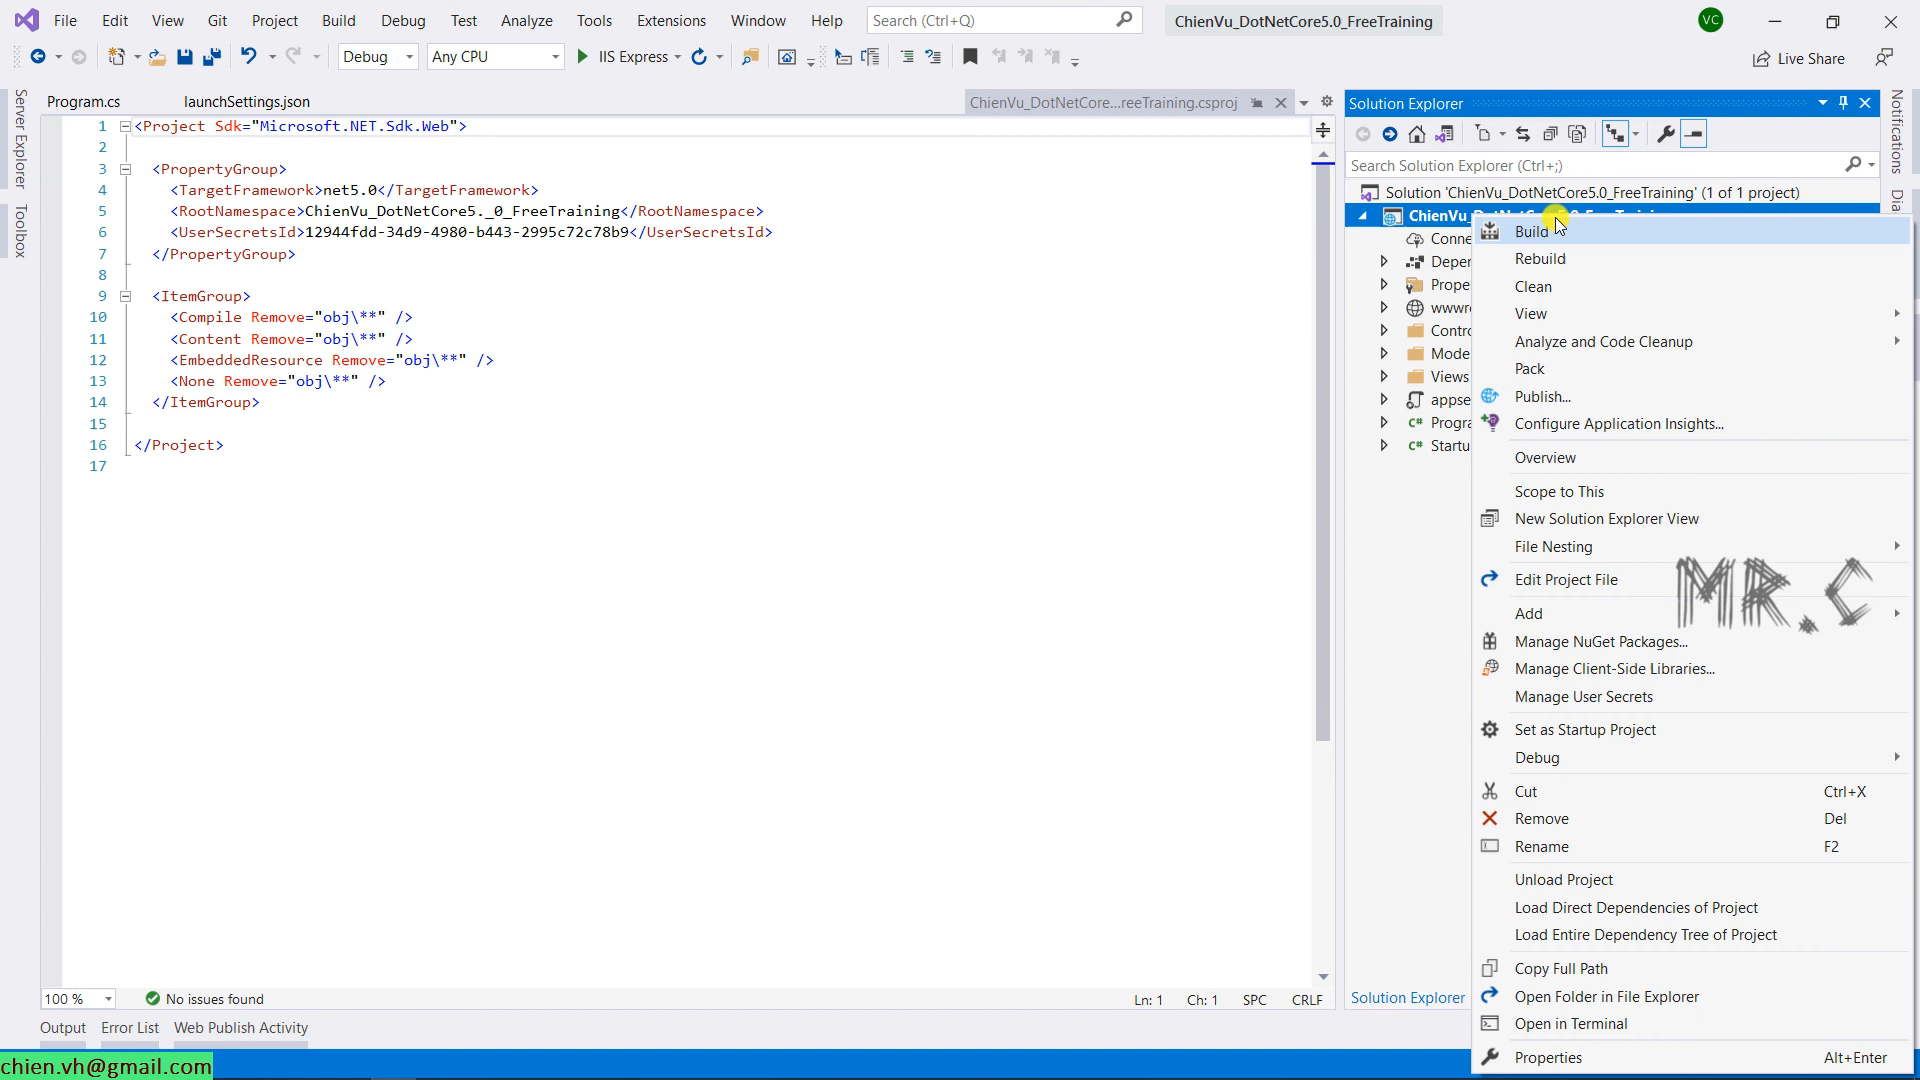 File Edit View Git Project Build Debug Test Analyze Tools Extensions Window Help Search (Ctrl+Q) ChienVu_DotNetCore5.0_FreeTraining VC
Debug Any CPU IIS Express Live Share
Server Explorer
Toolbox
Program.cs launchSettings.json ChienVu_DotNetCore...reeTraining.csproj
1 <Project Sdk="Microsoft.NET.Sdk.Web">
2
3 <PropertyGroup>
4 <TargetFramework>net5.0</TargetFramework>
5 <RootNamespace>ChienVu_DotNetCore5._0_FreeTraining</RootNamespace>
6 <UserSecretsId>12944fdd-34d9-4980-b443-2995c72c78b9</UserSecretsId>
7 </PropertyGroup>
8
9 <ItemGroup>
10 <Compile Remove="obj\**" />
11 <Content Remove="obj\**" />
12 <EmbeddedResource Remove="obj\**" />
13 <None Remove="obj\**" />
14 </ItemGroup>
15
16 </Project>
17
100 % No issues found Ln: 1 Ch: 1 SPC CRLF
Output Error List Web Publish Activity
chien.vh@gmail.com
Solution Explorer
Search Solution Explorer (Ctrl+;)
Solution 'ChienVu_DotNetCore5.0_FreeTraining' (1 of 1 project)
ChienVu_
Conne
Depen
Prope
wwwro
Contro
Mode
Views
appse
Progra
Startu
Solution Explorer
Notifications
Dia
Build
Rebuild
Clean
View
Analyze and Code Cleanup
Pack
Publish...
Configure Application Insights...
Overview
Scope to This
New Solution Explorer View
File Nesting
Edit Project File
Add
Manage NuGet Packages...
Manage Client-Side Libraries...
Manage User Secrets
Set as Startup Project
Debug
Cut Ctrl+X
Remove Del
Rename F2
Unload Project
Load Direct Dependencies of Project
Load Entire Dependency Tree of Project
Copy Full Path
Open Folder in File Explorer
Open in Terminal
Properties Alt+Enter
MR.C